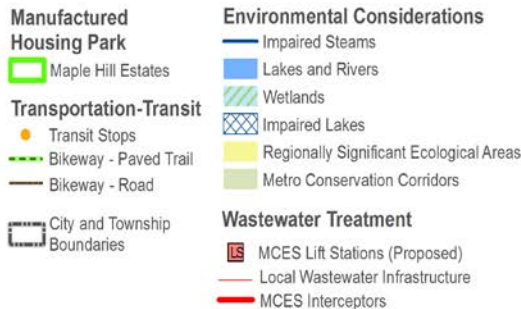 Manufactured
Housing Park
Maple Hill Estates
Transportation-Transit
Transit Stops
Bikeway - Paved Trail
Bikeway - Road
City and Township
Boundaries
Environmental Considerations
Impaired Steams
Lakes and Rivers
Wetlands
Impaired Lakes
Regionally Significant Ecological Areas
Metro Conservation Corridors
Wastewater Treatment
LS MCES Lift Stations (Proposed)
Local Wastewater Infrastructure
MCES Interceptors